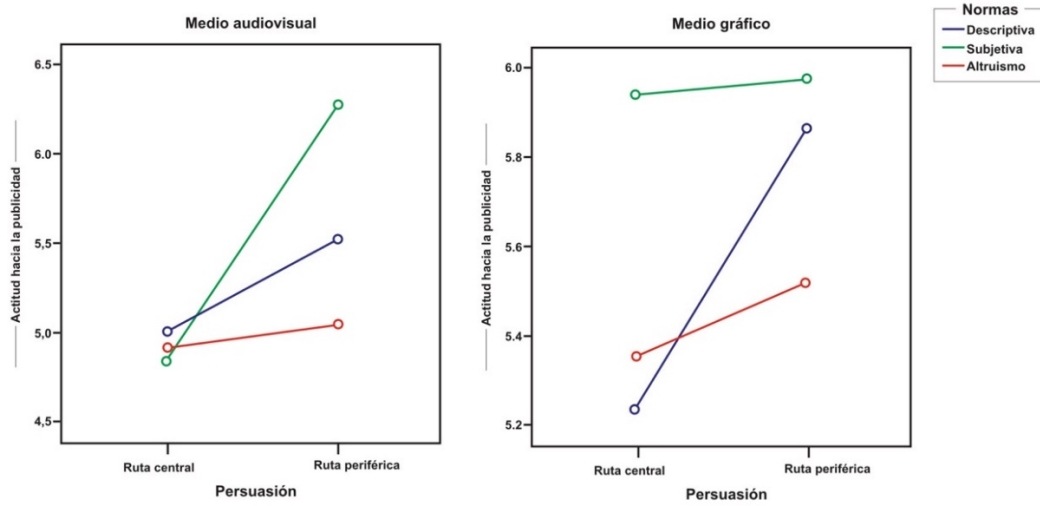 Medio audiovisual
Actitud hacia la publicidad
6.5
6.0
5.5
5.0
4,5
Ruta central
Ruta periférica
Persuasión
Medio gráfico
Actitud hacia la publicidad
6.0
5.8
5.6
5.4
5.2
Ruta central
Ruta periférica
Persuasión
Normas
Descriptiva
Subjetiva
Altruismo